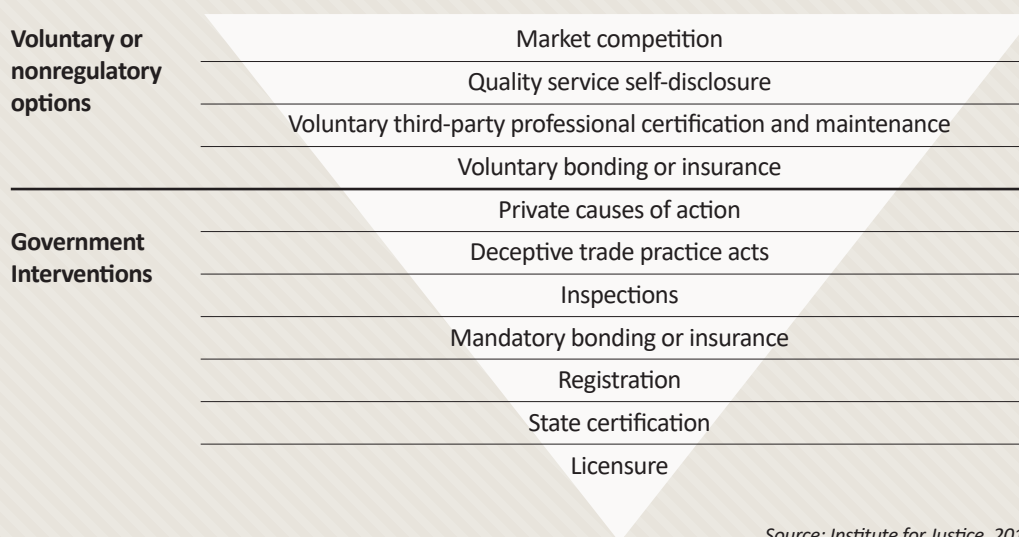 Voluntary or
nonregulatory
options
Market competition
Quality service self-disclosure
Voluntary third-party professional certification and maintenance
Voluntary bonding or insurance
Government
Interventions
Private causes of action
Deceptive trade practice acts
Inspections
Mandatory bonding or insurance
Registration
State certification
Licensure
Source: Institute for Justice,